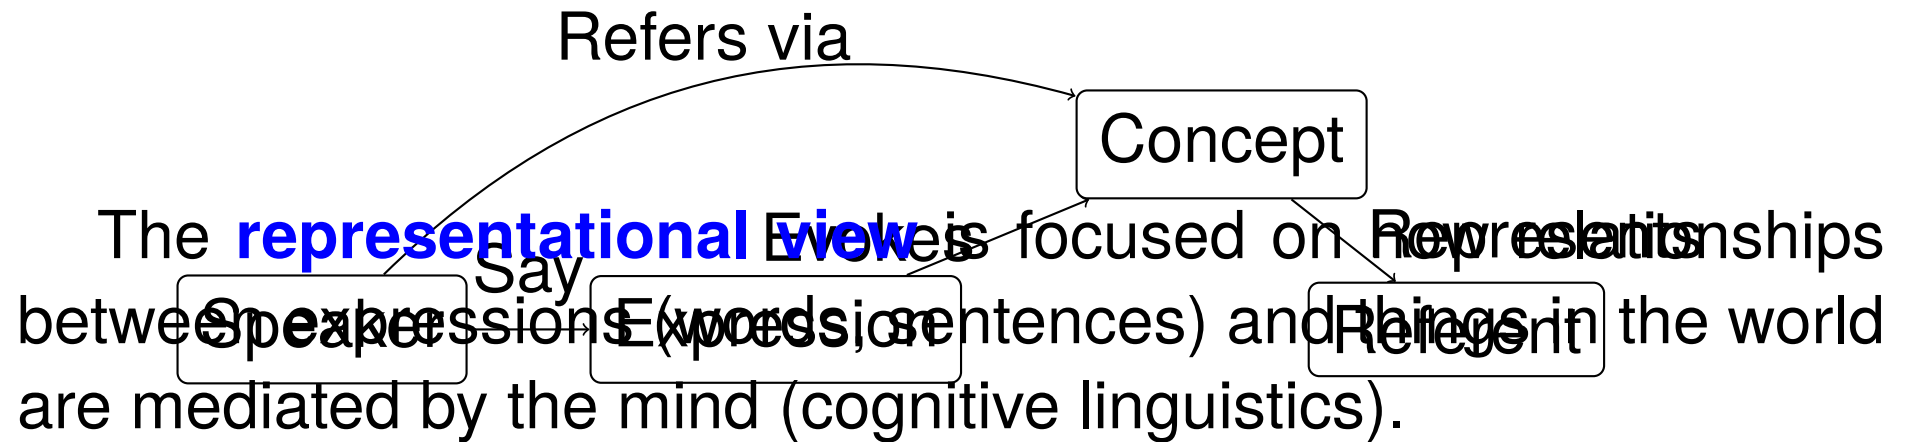 Refers via
Concept
The representational view is focused on how relationships
Evokes
Represents
Say
between expressions (words, sentences) and things in the world
Speaker
Expression
Referent
are mediated by the mind (cognitive linguistics).